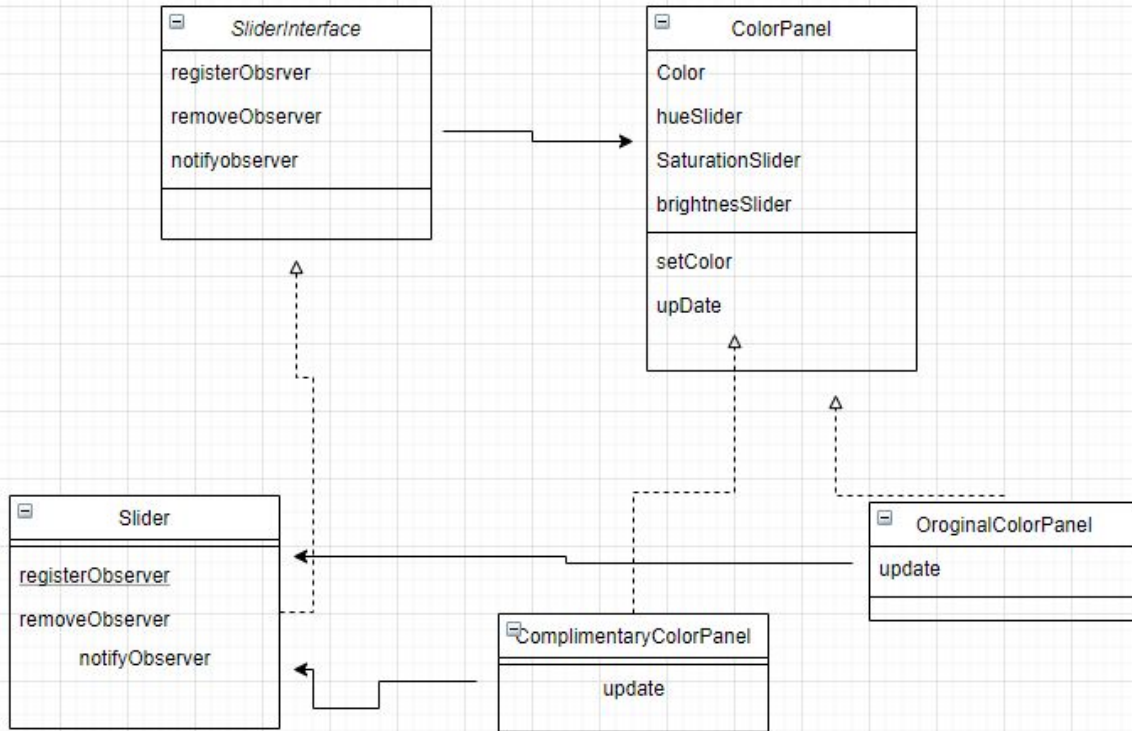 SliderInterface
registerObsrver
removeObserver
notifyobserver
ColorPanel
Color
hueSlider
SaturationSlider
brightnesSlider
setColor
upDate
Slider
registerObserver
removeObserver
notifyObserver
ComplimentaryColorPanel
update
OroginalColorPanel
update